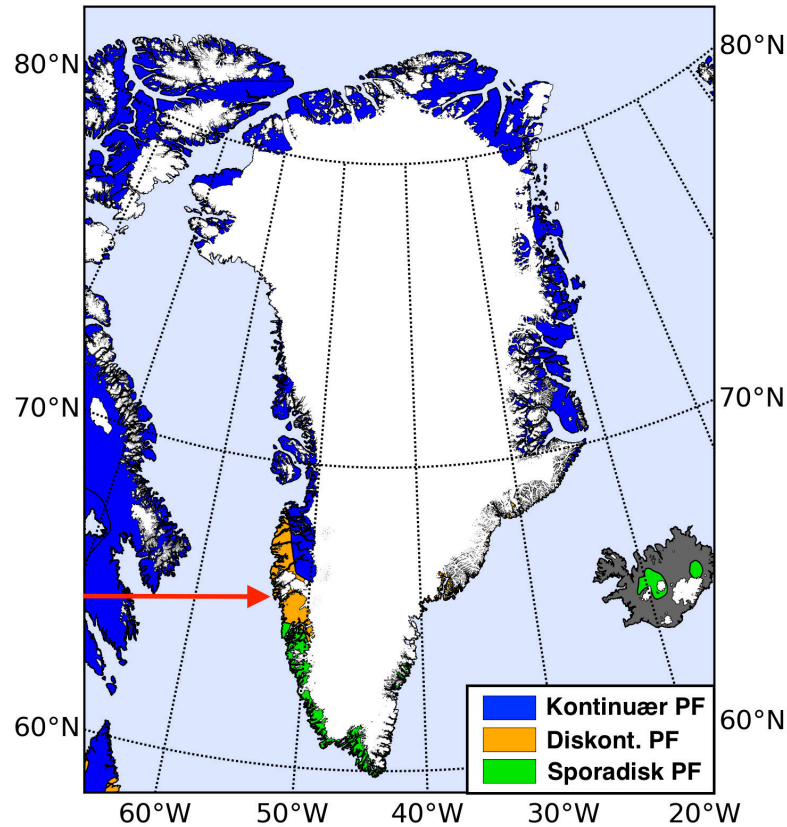 80°N
80°N
70°N
70°N
60°N
60°N
Kontinuær PF
Diskont. PF
Sporadisk PF
60°W
50°W
40°W
30°W
20°W